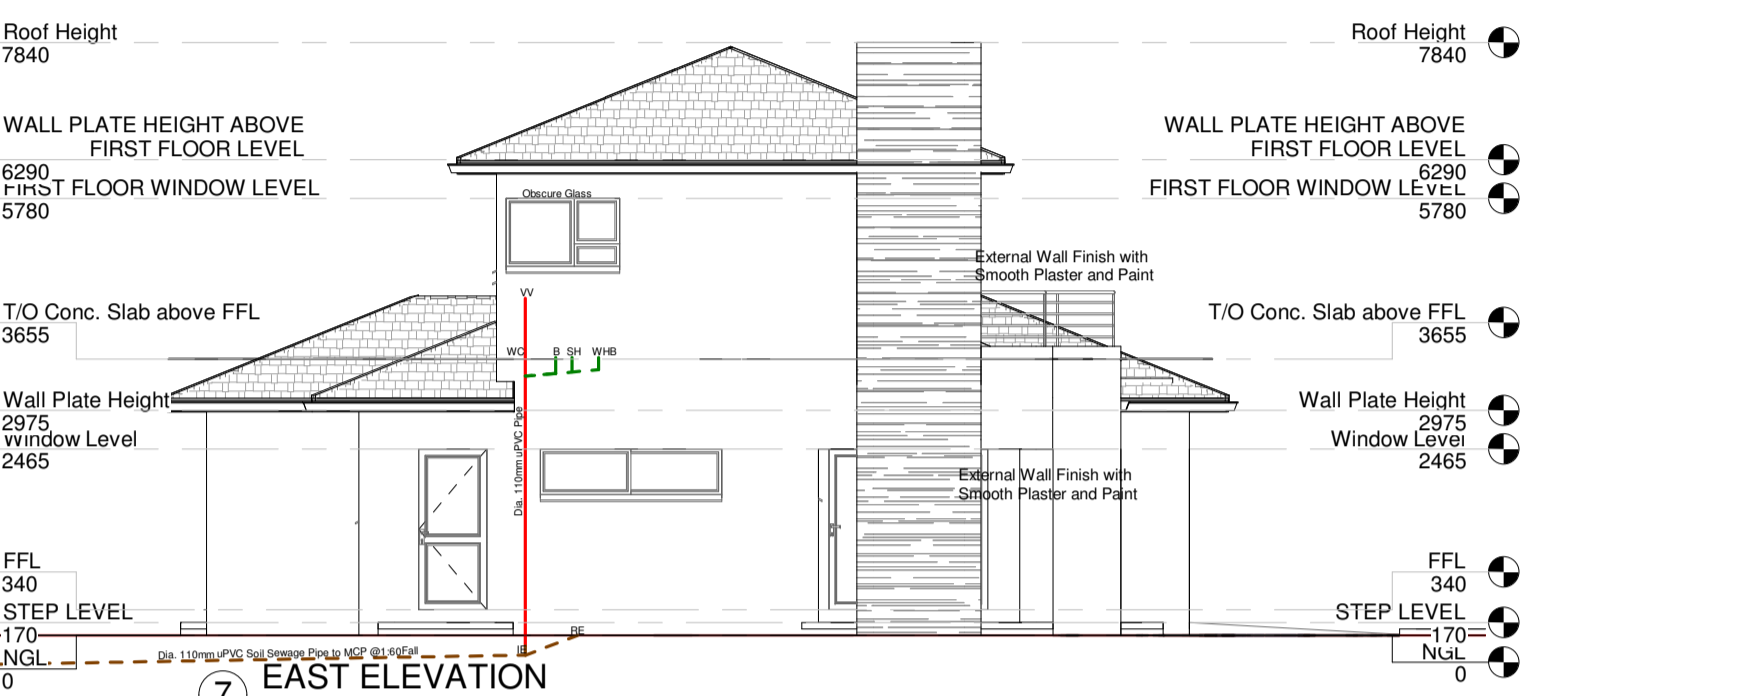 Roof Height
7840
WALL PLATE HEIGHT ABOVE
FIRST FLOOR LEVEL
6290
FIRST FLOOR WINDOW LEVEL
5780
T/O Conc. Slab above FFL
3655
Wall Plate Height
2975
Window Level
2465
FFL
340
STEP LEVEL
170
NGL
0
Obscure Glass
VV
WC
B
SH
WHB
Dia. 110mm uPVC Pipe
RE
IE
Dia. 110mm uPVC Soil Sewage Pipe to MCP @1:60Fall
7
EAST ELEVATION
External Wall Finish with
Smooth Plaster and Paint
External Wall Finish with
Smooth Plaster and Paint
Roof Height
7840
WALL PLATE HEIGHT ABOVE
FIRST FLOOR LEVEL
6290
FIRST FLOOR WINDOW LEVEL
5780
T/O Conc. Slab above FFL
3655
Wall Plate Height
2975
Window Level
2465
FFL
340
STEP LEVEL
170
NGL
0